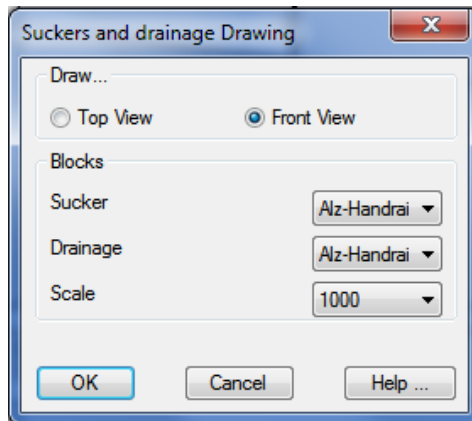 Suckers and drainage Drawing
Draw...
Top View Front View
Blocks
Sucker Alz-Handrai
Drainage Alz-Handrai
Scale 1000
OK Cancel Help ...